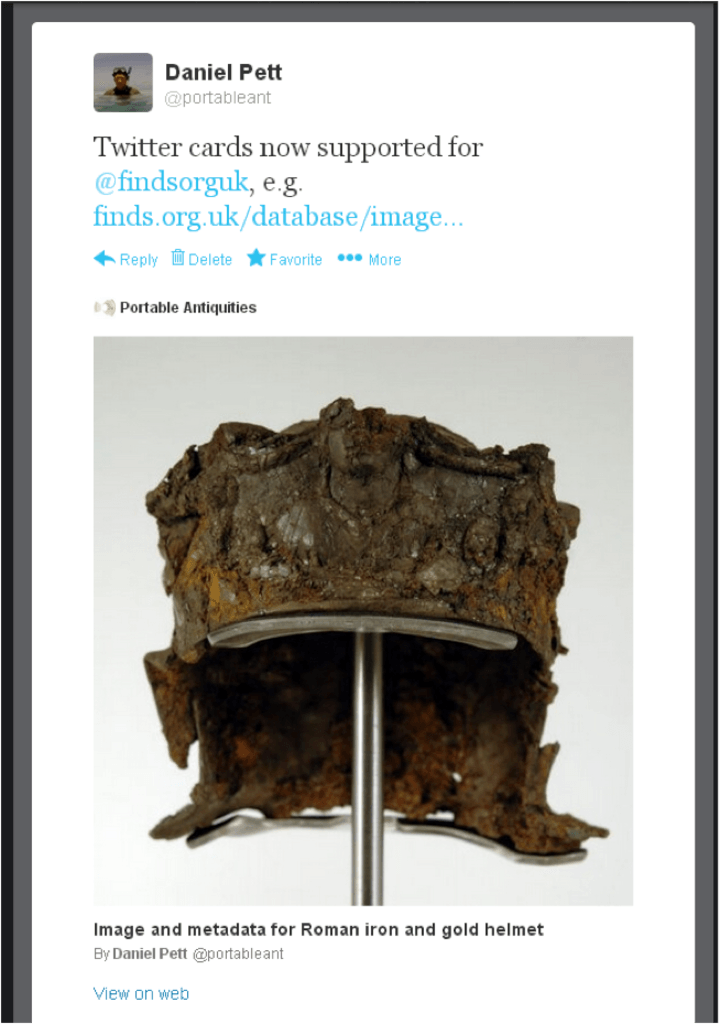 Daniel Pett
@portableant
Twitter cards now supported for
@findsorguk, e.g.
finds.org.uk/database/image...
Reply Delete Favorite More
Portable Antiquities
Image and metadata for Roman iron and gold helmet
By Daniel Pett @portableant
View on web